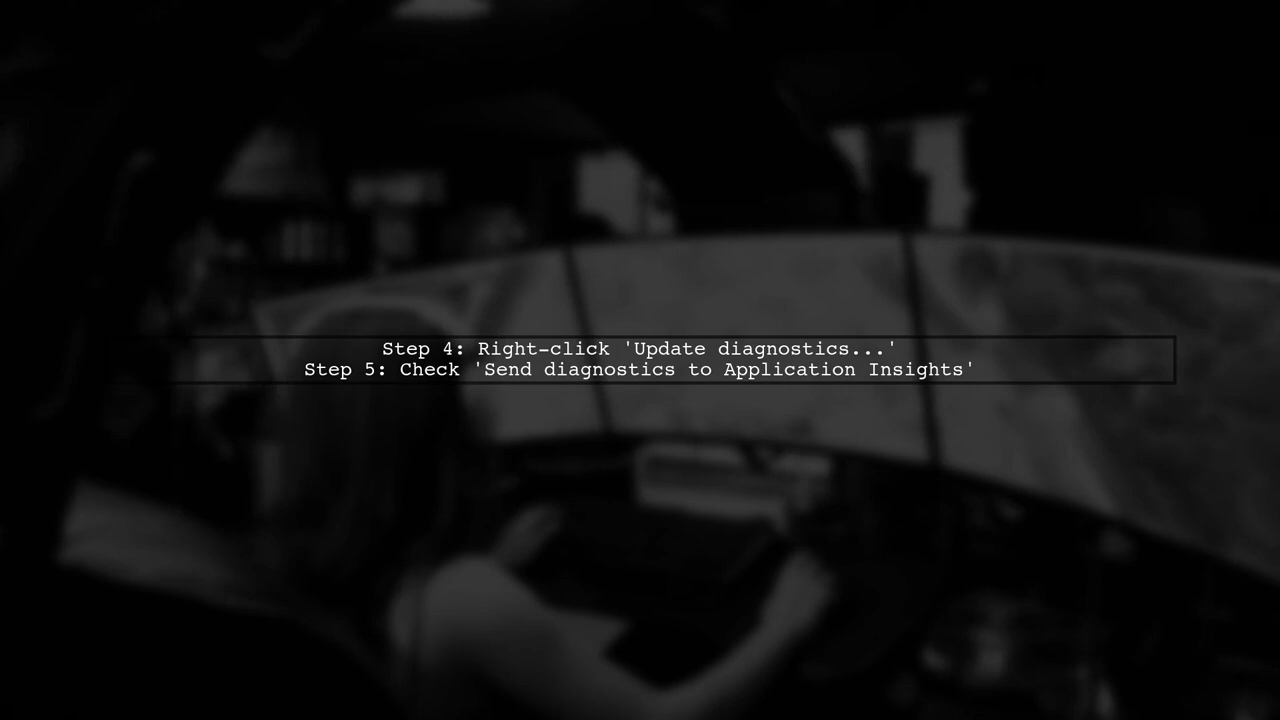 Step 4: Right-click 'Update diagnostics...'
Step 5: Check 'Send diagnostics to Application Insights'